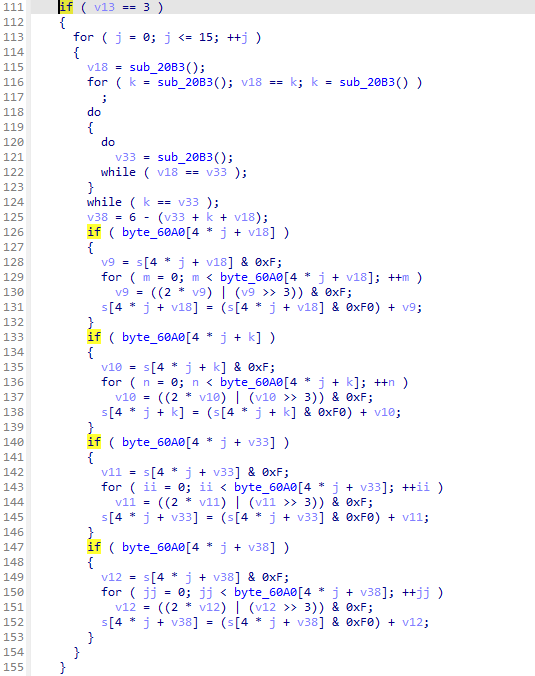 111 if ( v13 == 3 )
112 {
113 for ( j = 0; j <= 15; ++j )
114 {
115 v18 = sub_20B3();
116 for ( k = sub_20B3(); v18 == k; k = sub_20B3() )
117 ;
118 do
119 {
120 do
121 v33 = sub_20B3();
122 while ( v18 == v33 );
123 }
124 while ( k == v33 );
125 v38 = 6 - (v33 + k + v18);
126 if ( byte_60A0[4 * j + v18] )
127 {
128 v9 = s[4 * j + v18] & 0xF;
129 for ( m = 0; m < byte_60A0[4 * j + v18]; ++m )
130 v9 = ((2 * v9) | (v9 >> 3)) & 0xF;
131 s[4 * j + v18] = (s[4 * j + v18] & 0xF0) + v9;
132 }
133 if ( byte_60A0[4 * j + k] )
134 {
135 v10 = s[4 * j + k] & 0xF;
136 for ( n = 0; n < byte_60A0[4 * j + k]; ++n )
137 v10 = ((2 * v10) | (v10 >> 3)) & 0xF;
138 s[4 * j + k] = (s[4 * j + k] & 0xF0) + v10;
139 }
140 if ( byte_60A0[4 * j + v33] )
141 {
142 v11 = s[4 * j + v33] & 0xF;
143 for ( ii = 0; ii < byte_60A0[4 * j + v33]; ++ii )
144 v11 = ((2 * v11) | (v11 >> 3)) & 0xF;
145 s[4 * j + v33] = (s[4 * j + v33] & 0xF0) + v11;
146 }
147 if ( byte_60A0[4 * j + v38] )
148 {
149 v12 = s[4 * j + v38] & 0xF;
150 for ( jj = 0; jj < byte_60A0[4 * j + v38]; ++jj )
151 v12 = ((2 * v12) | (v12 >> 3)) & 0xF;
152 s[4 * j + v38] = (s[4 * j + v38] & 0xF0) + v12;
153 }
154 }
155 }